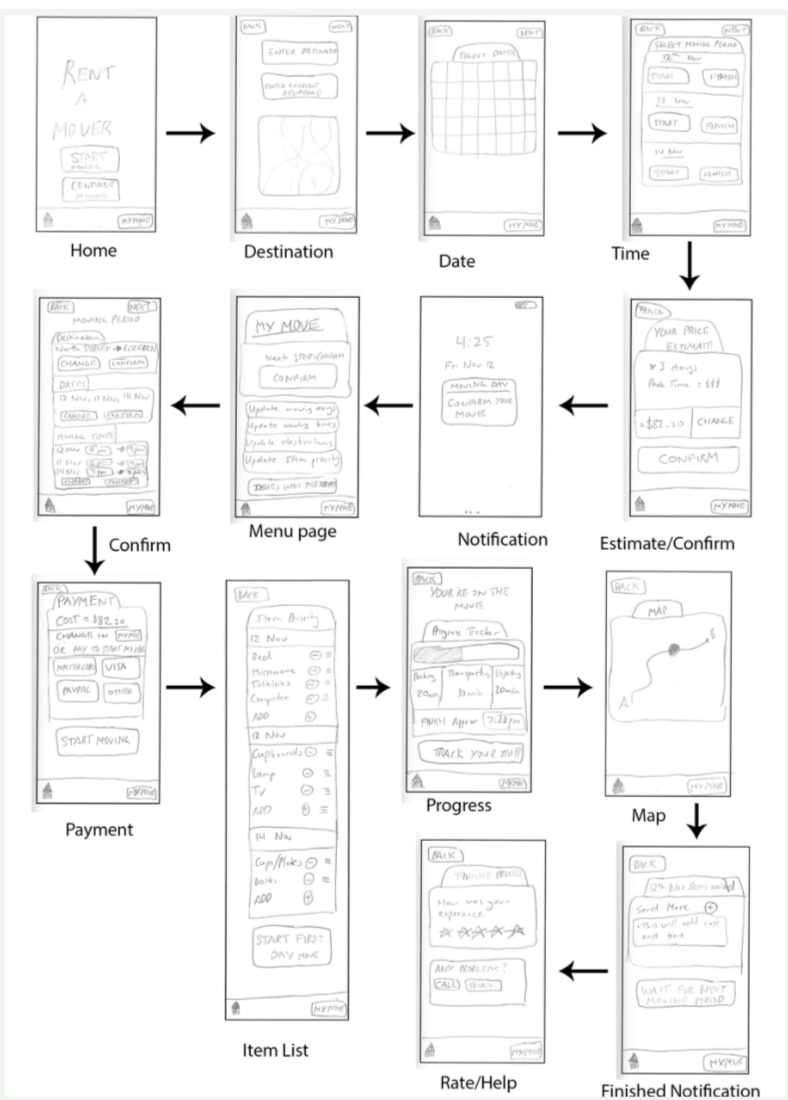 RENT
A
MOVER
START
MOVING
CONTINUE
MOVING
MY MOVE
Home
BACK
NEXT
ENTER DESTINATION
ENTER CURRENT
RESIDENCE
MY MOVE
Destination
BACK
NEXT
SELECT DATES
MY MOVE
Date
BACK
NEXT
SELECT MOVING PERIOD
12th Nov
START
FINISH
13 Nov
START
FINISH
14 Nov
START
FINISH
MY MOVE
Time
BACK
NEXT
MOVING PERIOD
Destination
CHANGE
CONFIRM
DATES
12 Nov, 13 Nov, 14 Nov
CHANGE
CONFIRM
MOVING TIMES
12 Nov
13 Nov
14 Nov
CHANGE
CONFIRM
MY MOVE
Confirm
MY MOVE
Next STEP: CONFIRM
CONFIRM
Update moving days
Update moving times
Update destinations
Update Item priority
MY MOVE
Menu page
4:25
Fri Nov 12
MOVING DAY
CONFIRM YOUR
MOVE
Notification
BACK
YOUR PRICE
ESTIMATE
* 3 days
Peak Time = $$$
=$82.20
CHANGE
CONFIRM
MY MOVE
Estimate/Confirm
BACK
PAYMENT
COST = $82.20
CHANGE IN MY MOVE
OR PAY TO START MOVING
MASTERCARD
VISA
PAYPAL
OTHER
START MOVING
MY MOVE
Payment
BACK
Item Priority
12 Nov
Bed
Microwave
Toiletries
Computer
ADD
13 Nov
Cupboards
Lamp
TV
ADD
14 Nov
Cups/Plates
Books
ADD
START FIRST
DAY MOVE
MY MOVE
Item List
BACK
YOU'RE ON THE
MOVE
Progress Tracker
Packing
Transporting
Unpacking
20min
30min
20min
FINISH Approx
7:20pm
TRACK YOUR MOVE
MY MOVE
Progress
BACK
MAP
A
B
MY MOVE
Map
BACK
How was your
experience
ANY PROBLEMS?
CALL
EMAIL
MY MOVE
Rate/Help
BACK
12th Nov Items moved
Send More
• This will add cost
and time
WAIT FOR NEXT
MOVING PERIOD
MY MOVE
Finished Notification